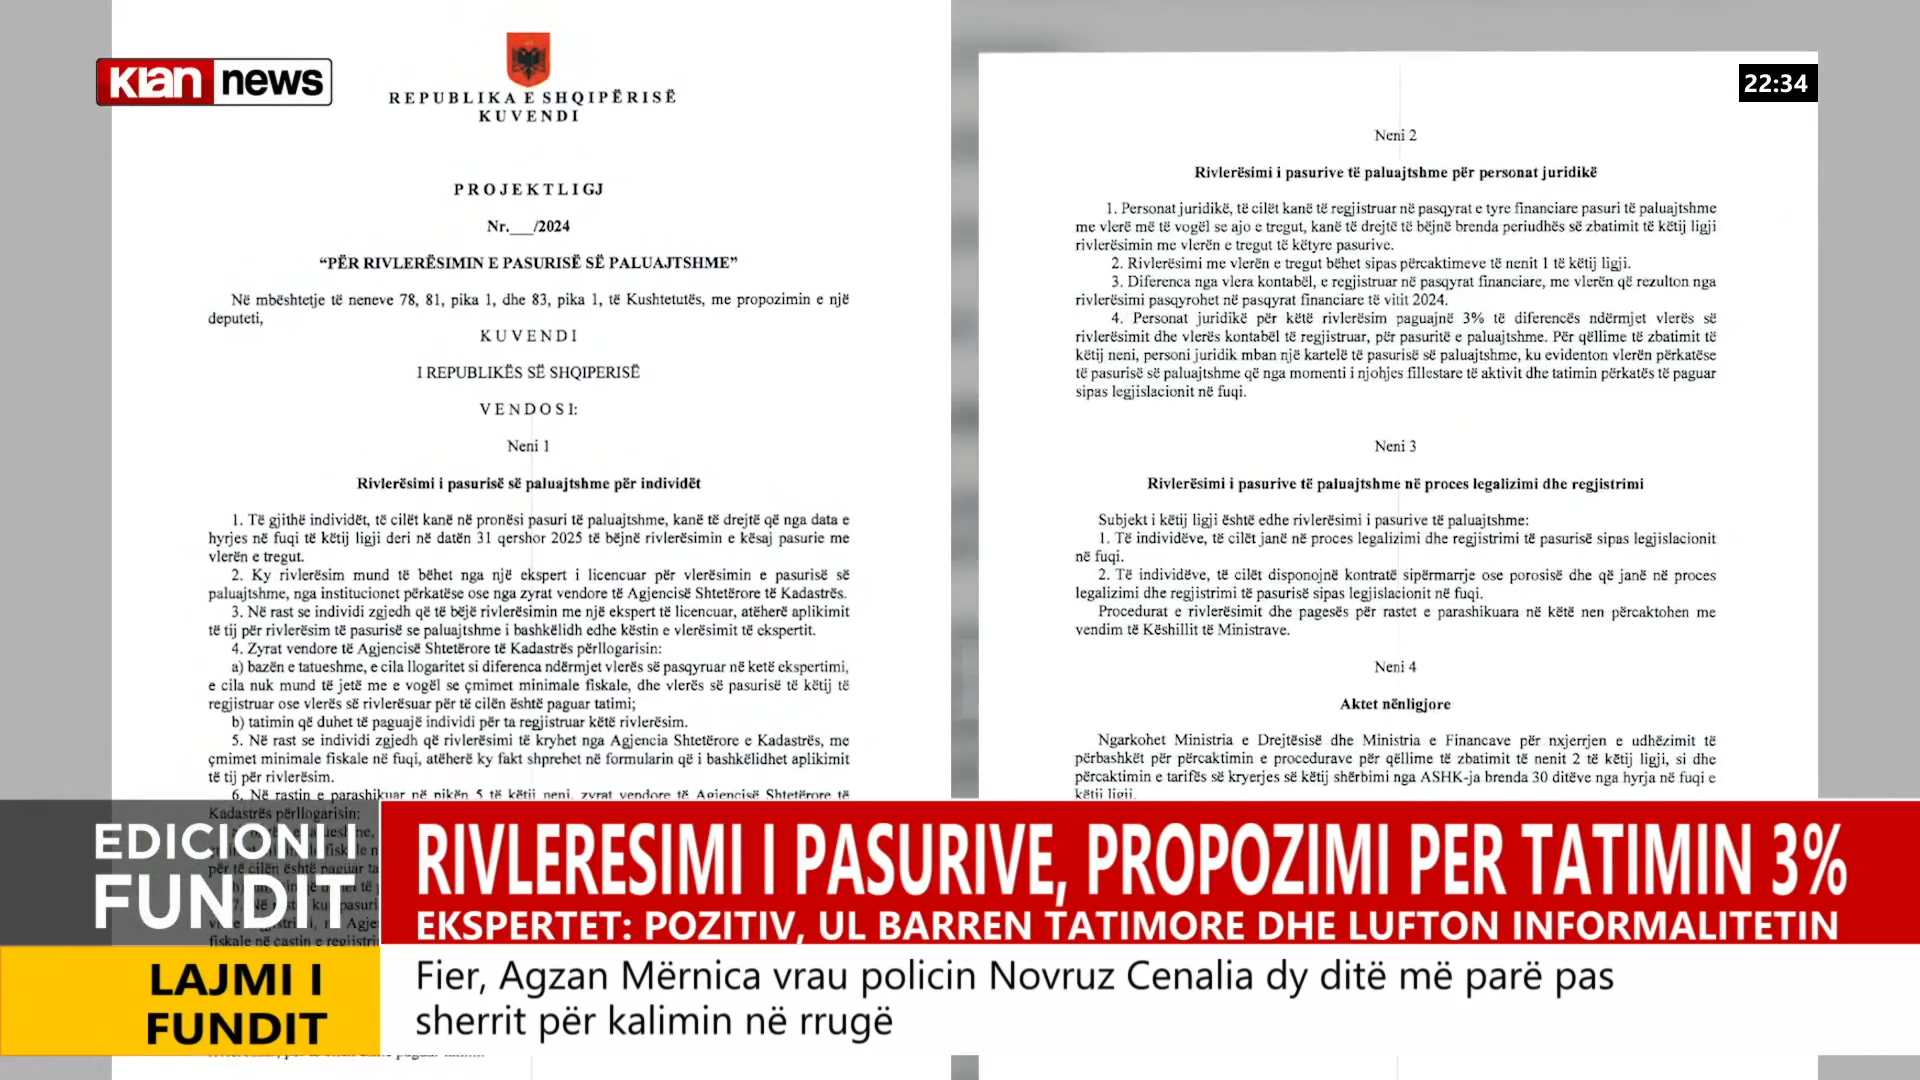 klan news
22:34
REPUBLIKA E SHQIPËRISË
KUVENDI
PROJEKTLIGJ
Nr.___/2024
“PËR RIVLERËSIMIN E PASURISË SË PALUAJTSHME”
Në mbështetje të neneve 78, 81, pika 1, dhe 83, pika 1, të Kushtetutës, me propozimin e një
deputeti,
KUVENDI
I REPUBLIKËS SË SHQIPERISË
VENDOSI:
Neni 1
Rivlerësimi i pasurisë së paluajtshme për individët
1. Të gjithë individët, të cilët kanë në pronësi pasuri të paluajtshme, kanë të drejtë që nga data e
hyrjes në fuqi të këtij ligji deri në datën 31 qershor 2025 të bëjnë rivlerësimin e kësaj pasurie me
vlerën e tregut.
2. Ky rivlerësim mund të bëhet nga një ekspert i licencuar për vlerësimin e pasurisë së
paluajtshme, nga institucionet përkatëse ose nga zyrat vendore të Agjencisë Shtetërore të Kadastrës.
3. Në rast se individi zgjedh që të bëjë rivlerësimin me një ekspert të licencuar, atëherë aplikimit
të tij për rivlerësim të pasurisë se paluajtshme i bashkëlidh edhe këstin e vlerësimit të ekspertit.
4. Zyrat vendore të Agjencisë Shtetërore të Kadastrës përllogarisin:
a) bazën e tatueshme, e cila llogaritet si diferenca ndërmjet vlerës së pasqyruar në ketë ekspertimi,
e cila nuk mund të jetë me e vogël se çmimet minimale fiskale, dhe vlerës së pasurisë të këtij të
regjistruar ose vlerës së rivlerësuar për të cilën është paguar tatimi;
b) tatimin që duhet të paguajë individi për ta regjistruar këtë rivlerësim.
5. Në rast se individi zgjedh që rivlerësimi të kryhet nga Agjencia Shtetërore e Kadastrës, me
çmimet minimale fiskale në fuqi, atëherë ky fakt shprehet në formularin që i bashkëlidhet aplikimit
të tij për rivlerësim.
6. Në rastin e parashikuar në pikën 5 të këtij neni, zyrat vendore të Agjencisë Shtetërore të
Kadastrës përllogarisin:
Neni 2
Rivlerësimi i pasurive të paluajtshme për personat juridikë
1. Personat juridikë, të cilët kanë të regjistruar në pasqyrat e tyre financiare pasuri të paluajtshme
me vlerë më të vogël se ajo e tregut, kanë të drejtë të bëjnë brenda periudhës së zbatimit të këtij ligji
rivlerësimin me vlerën e tregut të këtyre pasurive.
2. Rivlerësimi me vlerën e tregut bëhet sipas përcaktimeve të nenit 1 të këtij ligji.
3. Diferenca nga vlera kontabël, e regjistruar në pasqyrat financiare, me vlerën që rezulton nga
rivlerësimi pasqyrohet në pasqyrat financiare të vitit 2024.
4. Personat juridikë për këtë rivlerësim paguajnë 3% të diferencës ndërmjet vlerës së
rivlerësimit dhe vlerës kontabël të regjistruar, për pasuritë e paluajtshme. Për qëllime të zbatimit të
këtij neni, personi juridik mban një kartelë të pasurisë së paluajtshme, ku evidenton vlerën përkatëse
të pasurisë së paluajtshme që nga momenti i njohjes fillestare të aktivit dhe tatimin përkatës të paguar
sipas legjislacionit në fuqi.
Neni 3
Rivlerësimi i pasurive të paluajtshme në proces legalizimi dhe regjistrimi
Subjekt i këtij ligji është edhe rivlerësimi i pasurive të paluajtshme:
1. Të individëve, të cilët janë në proces legalizimi dhe regjistrimi të pasurisë sipas legjislacionit
në fuqi.
2. Të individëve, të cilët disponojnë kontratë sipërmarrje ose porosisë dhe që janë në proces
legalizimi dhe regjistrimi të pasurisë sipas legjislacionit në fuqi.
Procedurat e rivlerësimit dhe pagesës për rastet e parashikuara në këtë nen përcaktohen me
vendim të Këshillit të Ministrave.
Neni 4
Aktet nënligjore
Ngarkohet Ministria e Drejtësisë dhe Ministria e Financave për nxjerrjen e udhëzimit të
përbashkët për përcaktimin e procedurave për qëllime të zbatimit të nenit 2 të këtij ligji, si dhe
përcaktimin e tarifës së kryerjes së këtij shërbimi nga ASHK-ja brenda 30 ditëve nga hyrja në fuqi e
këtij ligji.
EDICIONI I
FUNDIT
RIVLERESIMI I PASURIVE, PROPOZIMI PER TATIMIN 3%
EKSPERTET: POZITIV, UL BARREN TATIMORE DHE LUFTON INFORMALITETIN
LAJMI I
FUNDIT
Fier, Agzan Mërnica vrau policin Novruz Cenalia dy ditë më parë pas
sherrit për kalimin në rrugë